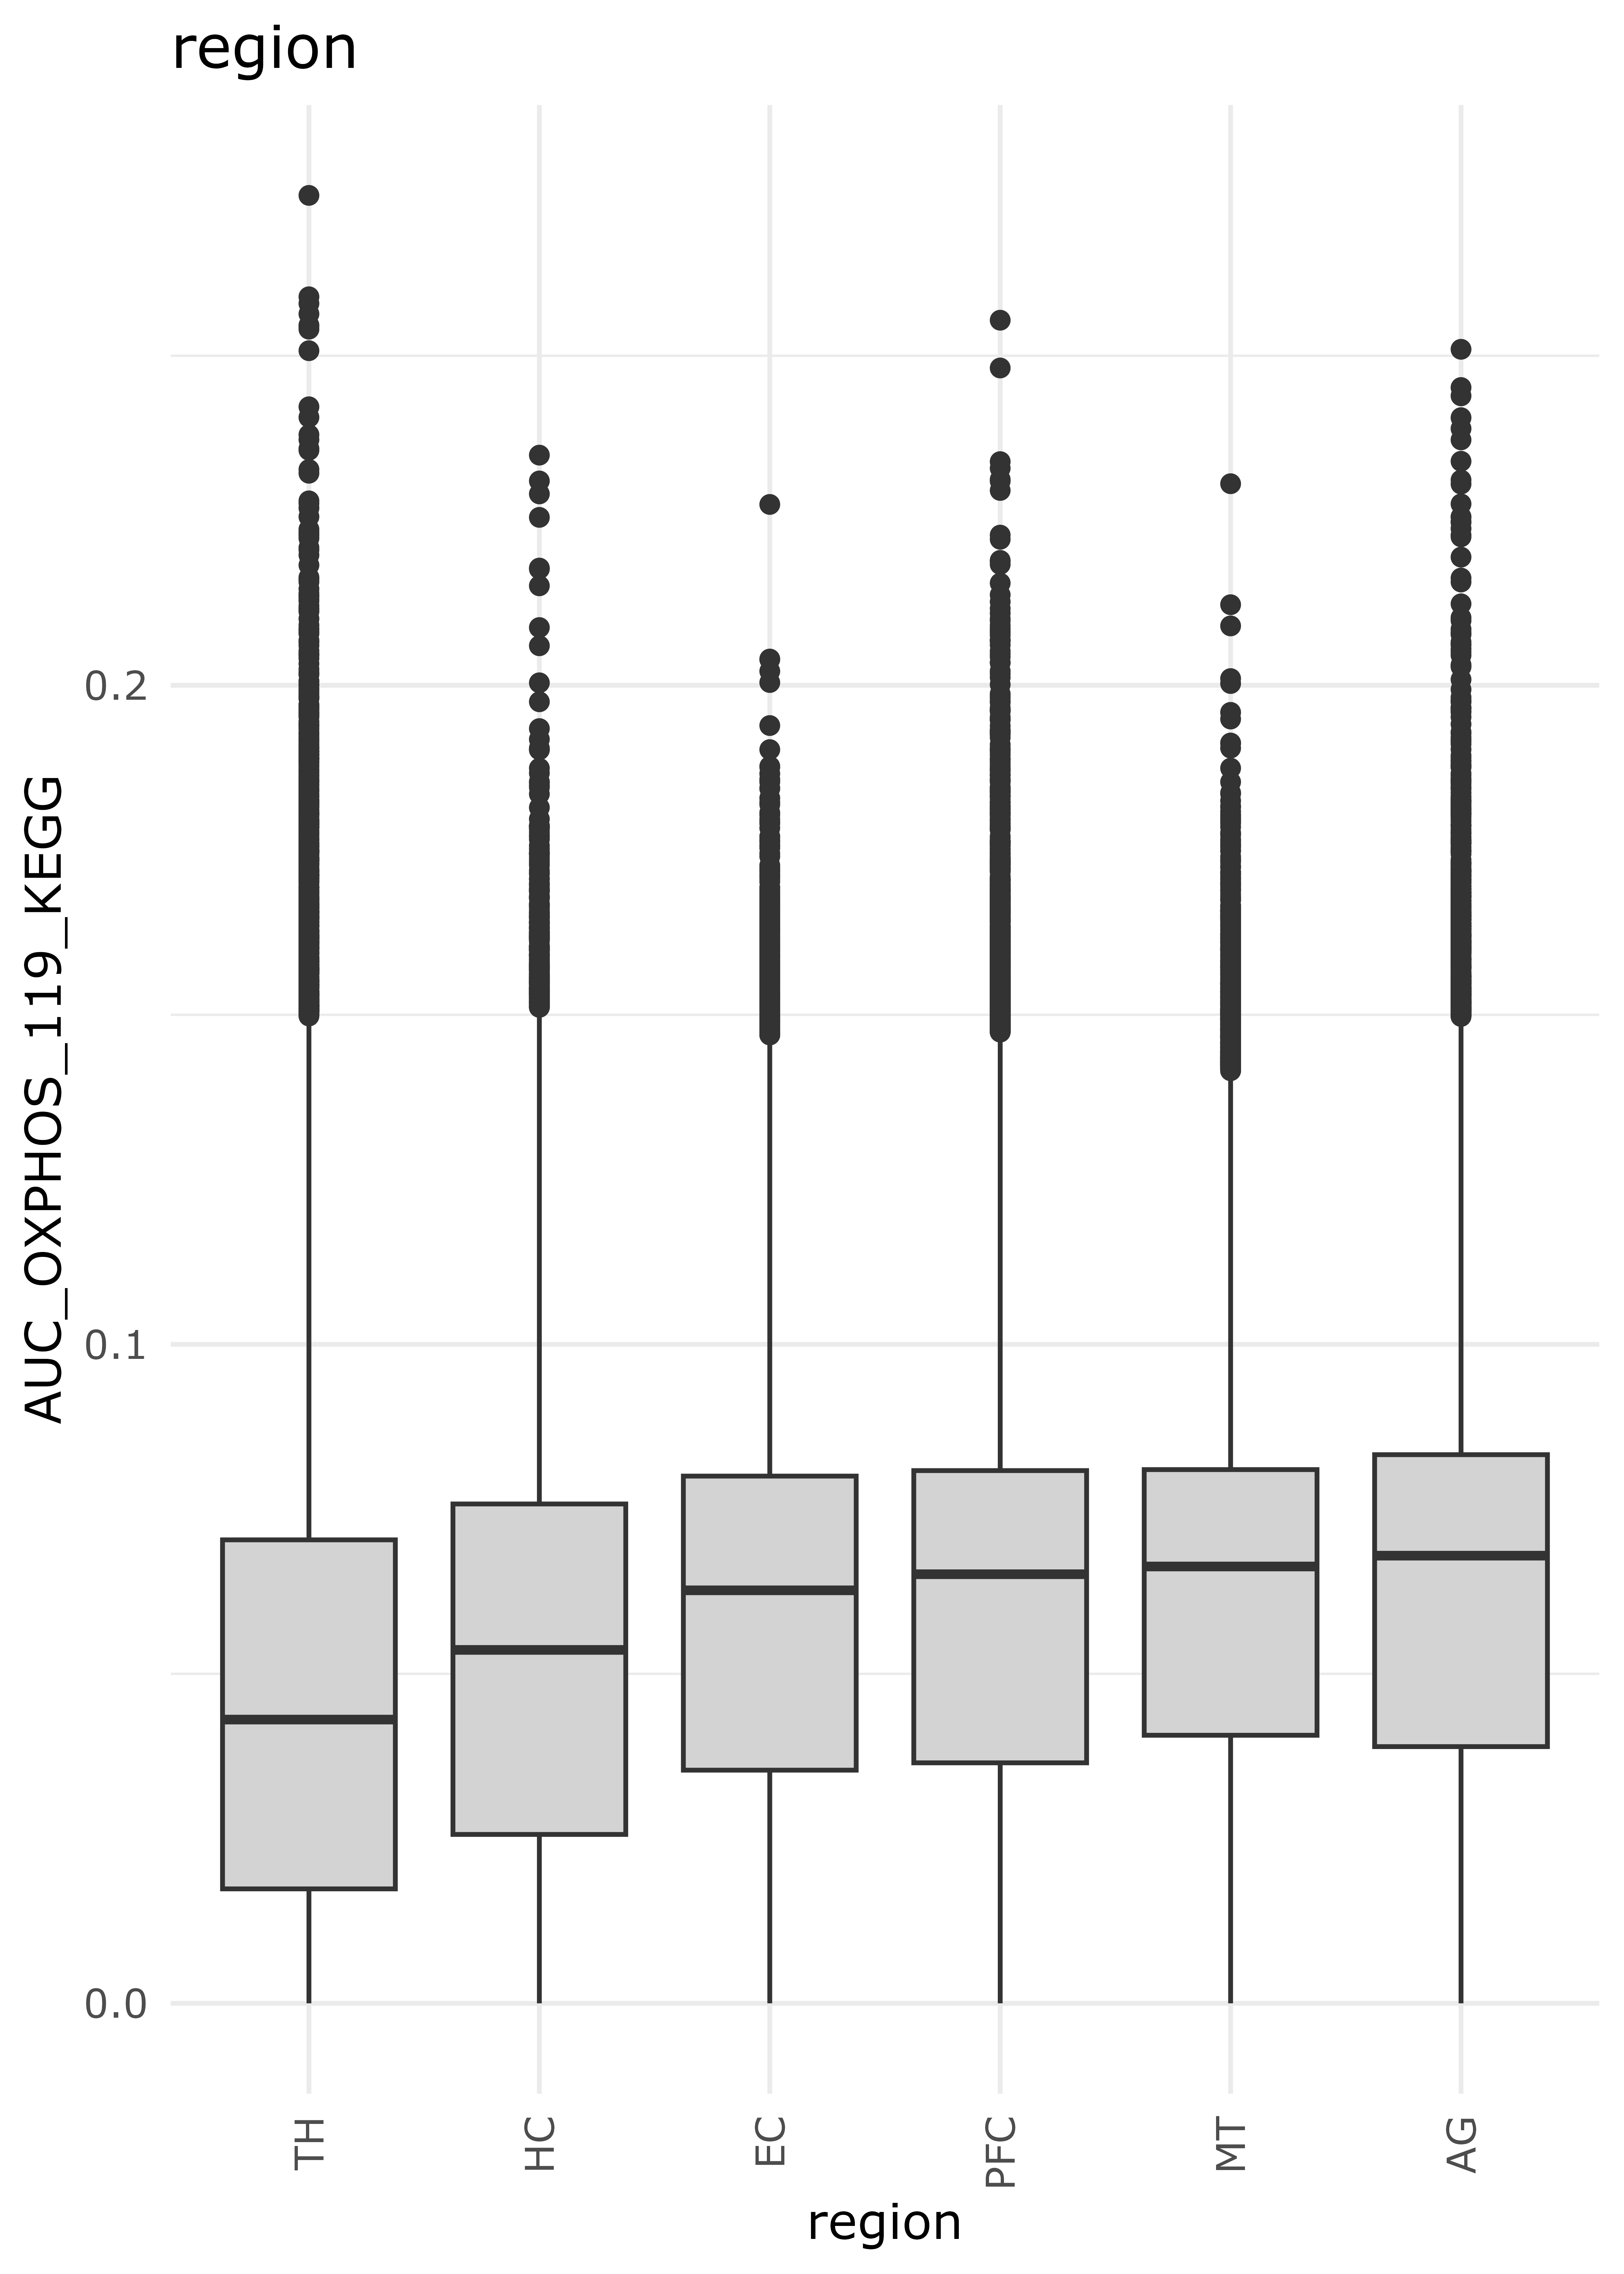 region
AUC_OXPHOS_119_KEGG
0.2
0.1
0.0
TH
HC
EC
PFC
MT
AG
region